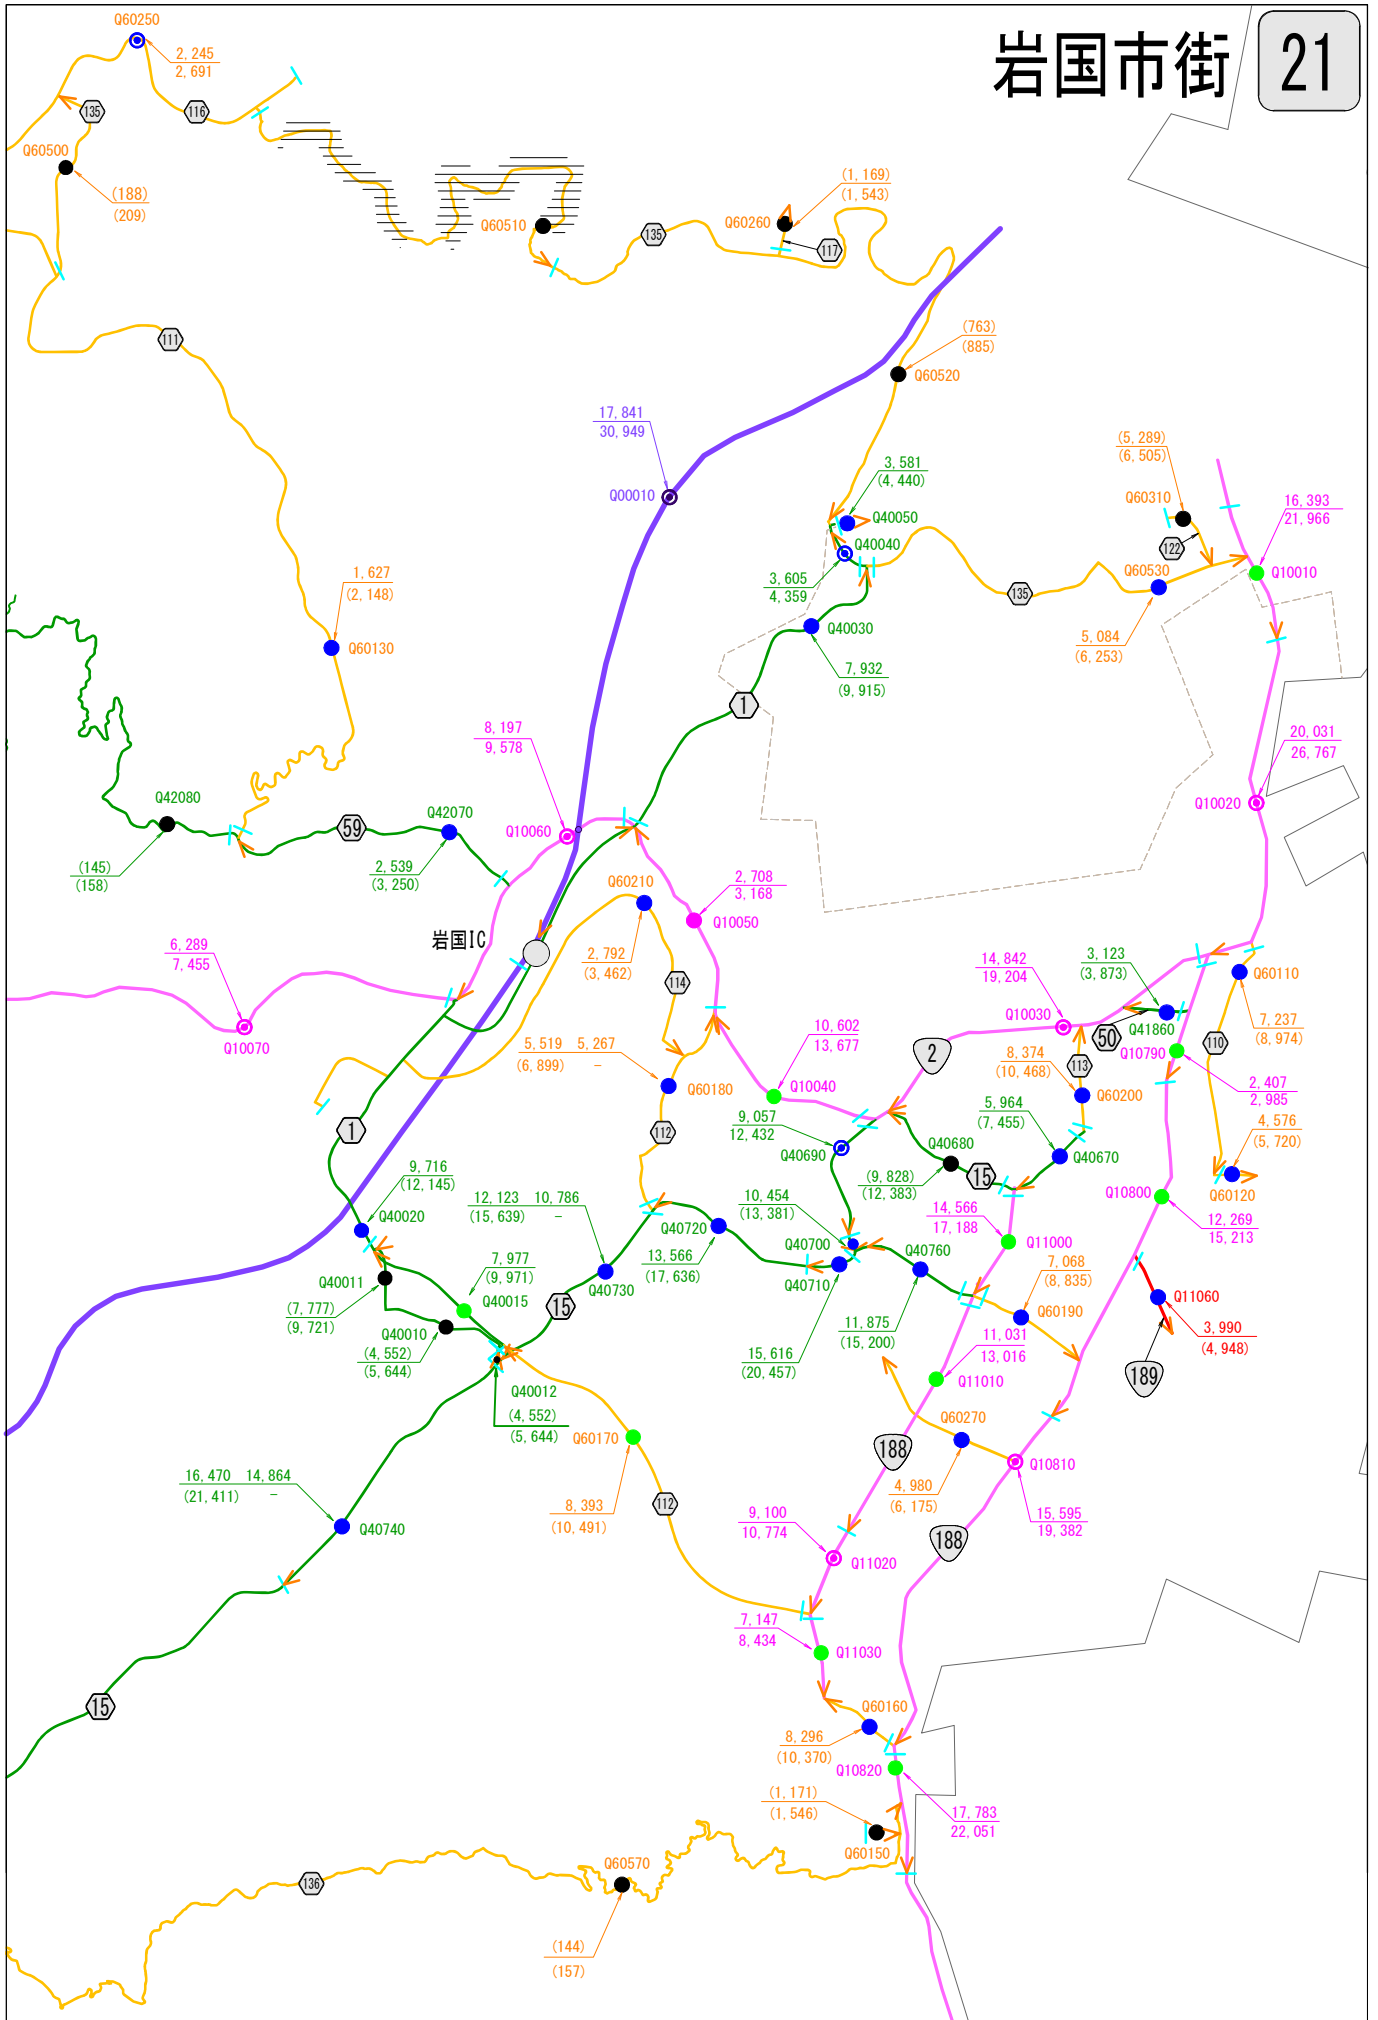 岩国市街
21
Q60250
2,245
2,691
135
116
Q60500
(188)
(209)
(1,169)
(1,543)
Q60510
Q60260
135
117
111
(763)
(885)
Q60520
17,841
30,949
Q00010
3,581
(4,440)
Q40050
Q40040
(5,289)
(6,505)
Q60310
16,393
21,966
122
Q10010
1,627
(2,148)
3,605
4,359
Q60530
135
Q60130
Q40030
5,084
(6,253)
7,932
(9,915)
1
8,197
9,578
20,031
26,767
Q42080
Q42070
Q10060
Q10020
59
(145)
(158)
2,539
(3,250)
Q60210
2,708
3,168
Q10050
岩国IC
6,289
7,455
2,792
(3,462)
114
14,842
19,204
3,123
(3,873)
Q60110
7,237
(8,974)
Q10030
Q10070
50
Q41860
10,602
13,677
2
Q10790
110
5,519 5,267
(6,899) －
8,374
(10,468)
113
Q60180
Q10040
Q60200
2,407
2,985
1
112
9,057
12,432
5,964
(7,455)
4,576
(5,720)
Q40690
Q40680
Q40670
9,716
(12,145)
(9,828)
(12,383)
15
Q60120
Q10800
12,123 10,786
(15,639) －
10,454
(13,381)
14,566
17,188
12,269
15,213
Q40020
Q40720
Q40700
Q40760
Q11000
7,977
(9,971)
13,566
(17,636)
Q40710
7,068
(8,835)
Q40011
Q40730
Q40015
15
Q11060
(7,777)
(9,721)
Q60190
Q40010
11,875
(15,200)
11,031
13,016
3,990
(4,948)
(4,552)
(5,644)
15,616
(20,457)
189
Q40012
Q11010
(4,552)
(5,644)
Q60270
Q60170
188
Q10810
16,470 14,864
(21,411) －
4,980
(6,175)
8,393
(10,491)
112
9,100
10,774
15,595
19,382
Q40740
188
Q11020
7,147
8,434
Q11030
15
Q60160
8,296
(10,370)
Q10820
(1,171)
(1,546)
17,783
22,051
Q60150
Q60570
136
(144)
(157)